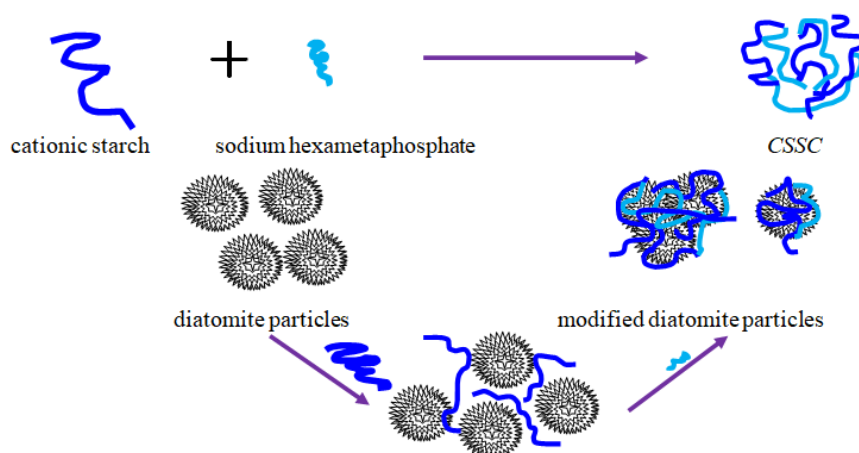 +
cationic starch sodium hexametaphosphate CSSC
diatomite particles modified diatomite particles